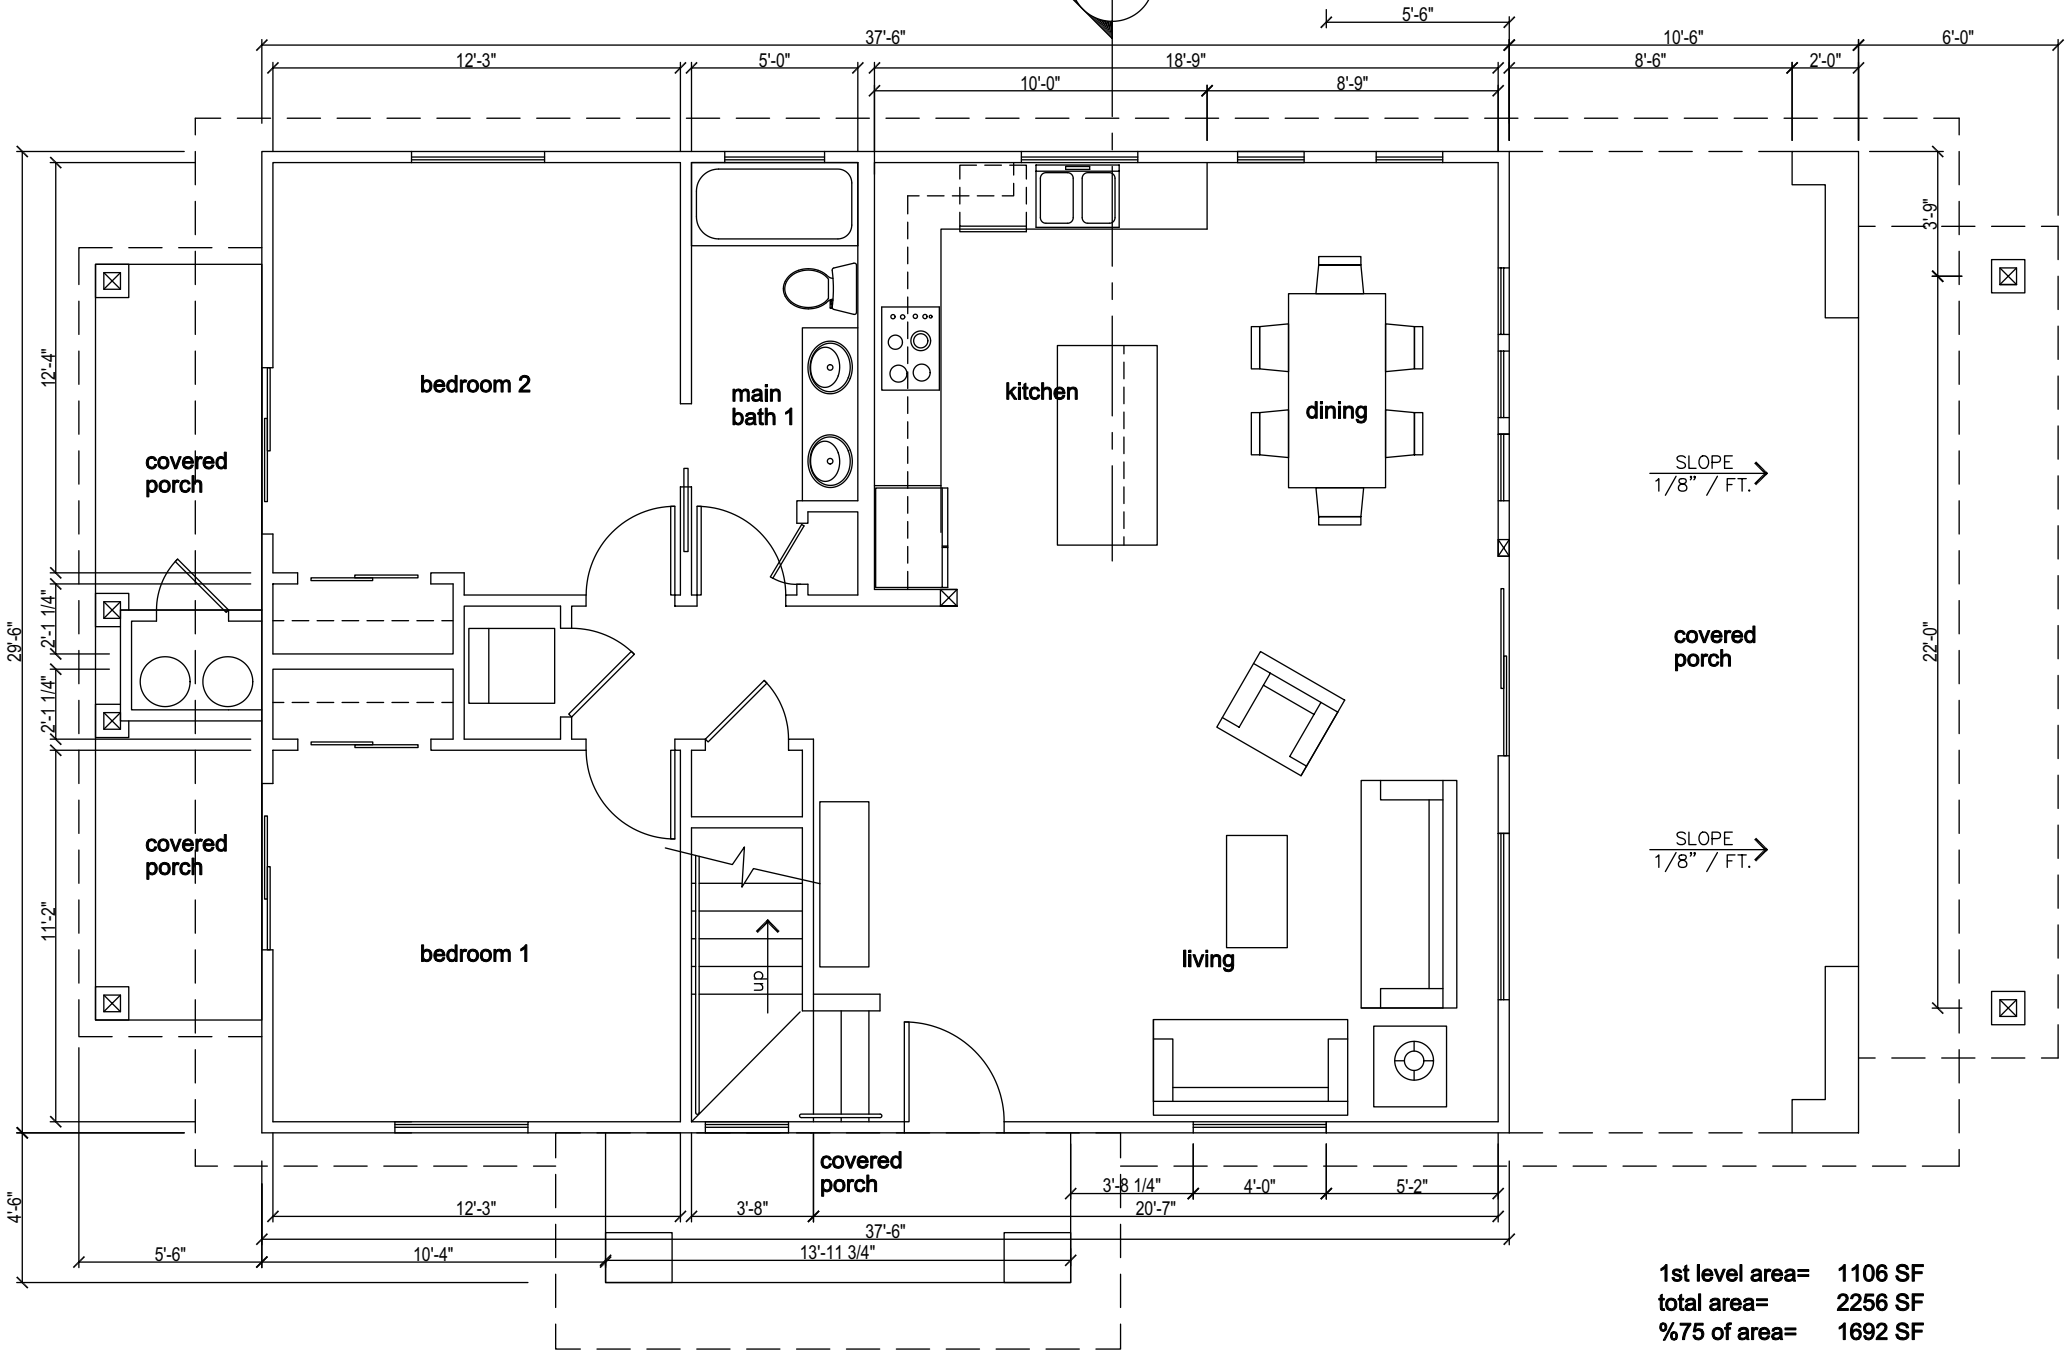 5'-6"
37'-6"
10'-6"
6'-0"
12'-3"
5'-0"
18'-9"
8'-6"
2'-0"
10'-0"
8'-9"
3'-9"
12'-4"
bedroom 2
main
bath 1
kitchen
dining
covered
porch
SLOPE
1/8" / FT.
2'-1 1/4"
29'-6"
covered
porch
22'-0"
2'-1 1/4"
covered
porch
SLOPE
1/8" / FT.
11'-2"
bedroom 1
up
living
covered
porch
4'-6"
3'-8 1/4"
4'-0"
5'-2"
12'-3"
3'-8"
20'-7"
37'-6"
5'-6"
10'-4"
13'-11 3/4"
1st level area= 1106 SF
total area= 2256 SF
%75 of area= 1692 SF